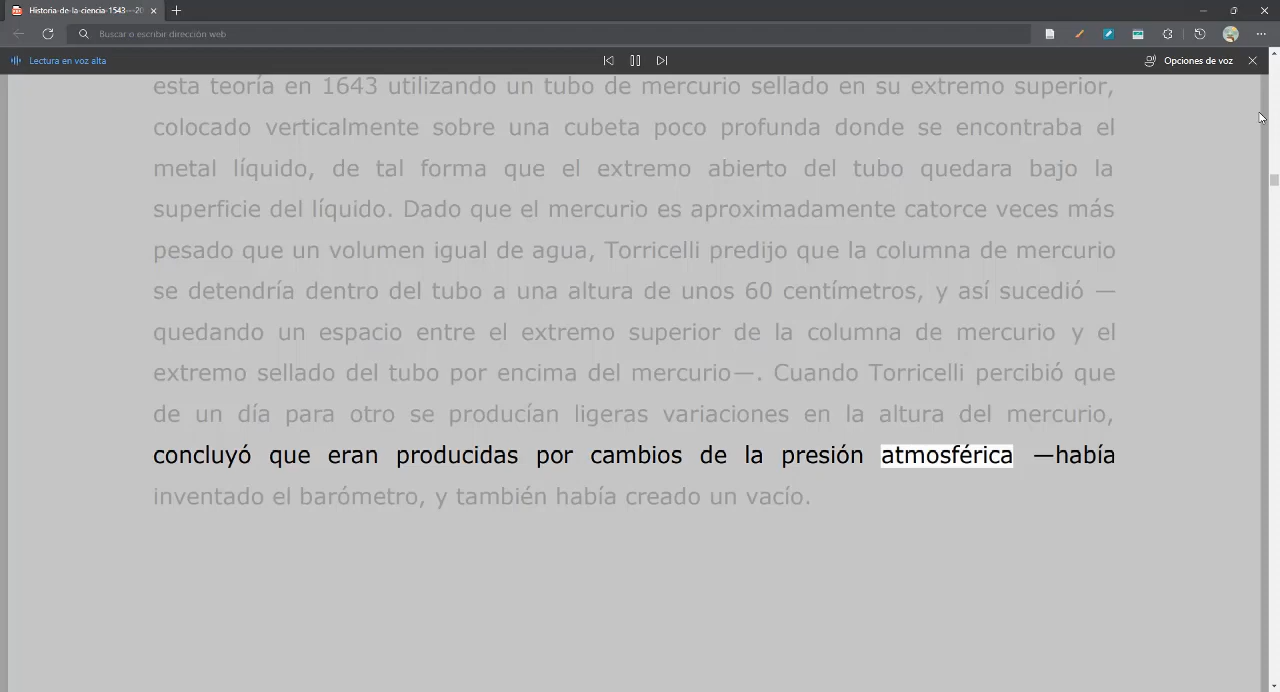 Historia-de-la-ciencia-1543---20
Buscar o escribir dirección web
Lectura en voz alta
Opciones de voz
esta teoría en 1643 utilizando un tubo de mercurio sellado en su extremo superior,
colocado verticalmente sobre una cubeta poco profunda donde se encontraba el
metal líquido, de tal forma que el extremo abierto del tubo quedara bajo la
superficie del líquido. Dado que el mercurio es aproximadamente catorce veces más
pesado que un volumen igual de agua, Torricelli predijo que la columna de mercurio
se detendría dentro del tubo a una altura de unos 60 centímetros, y así sucedió —
quedando un espacio entre el extremo superior de la columna de mercurio y el
extremo sellado del tubo por encima del mercurio—. Cuando Torricelli percibió que
de un día para otro se producían ligeras variaciones en la altura del mercurio,
concluyó que eran producidas por cambios de la presión atmosférica —había
inventado el barómetro, y también había creado un vacío.